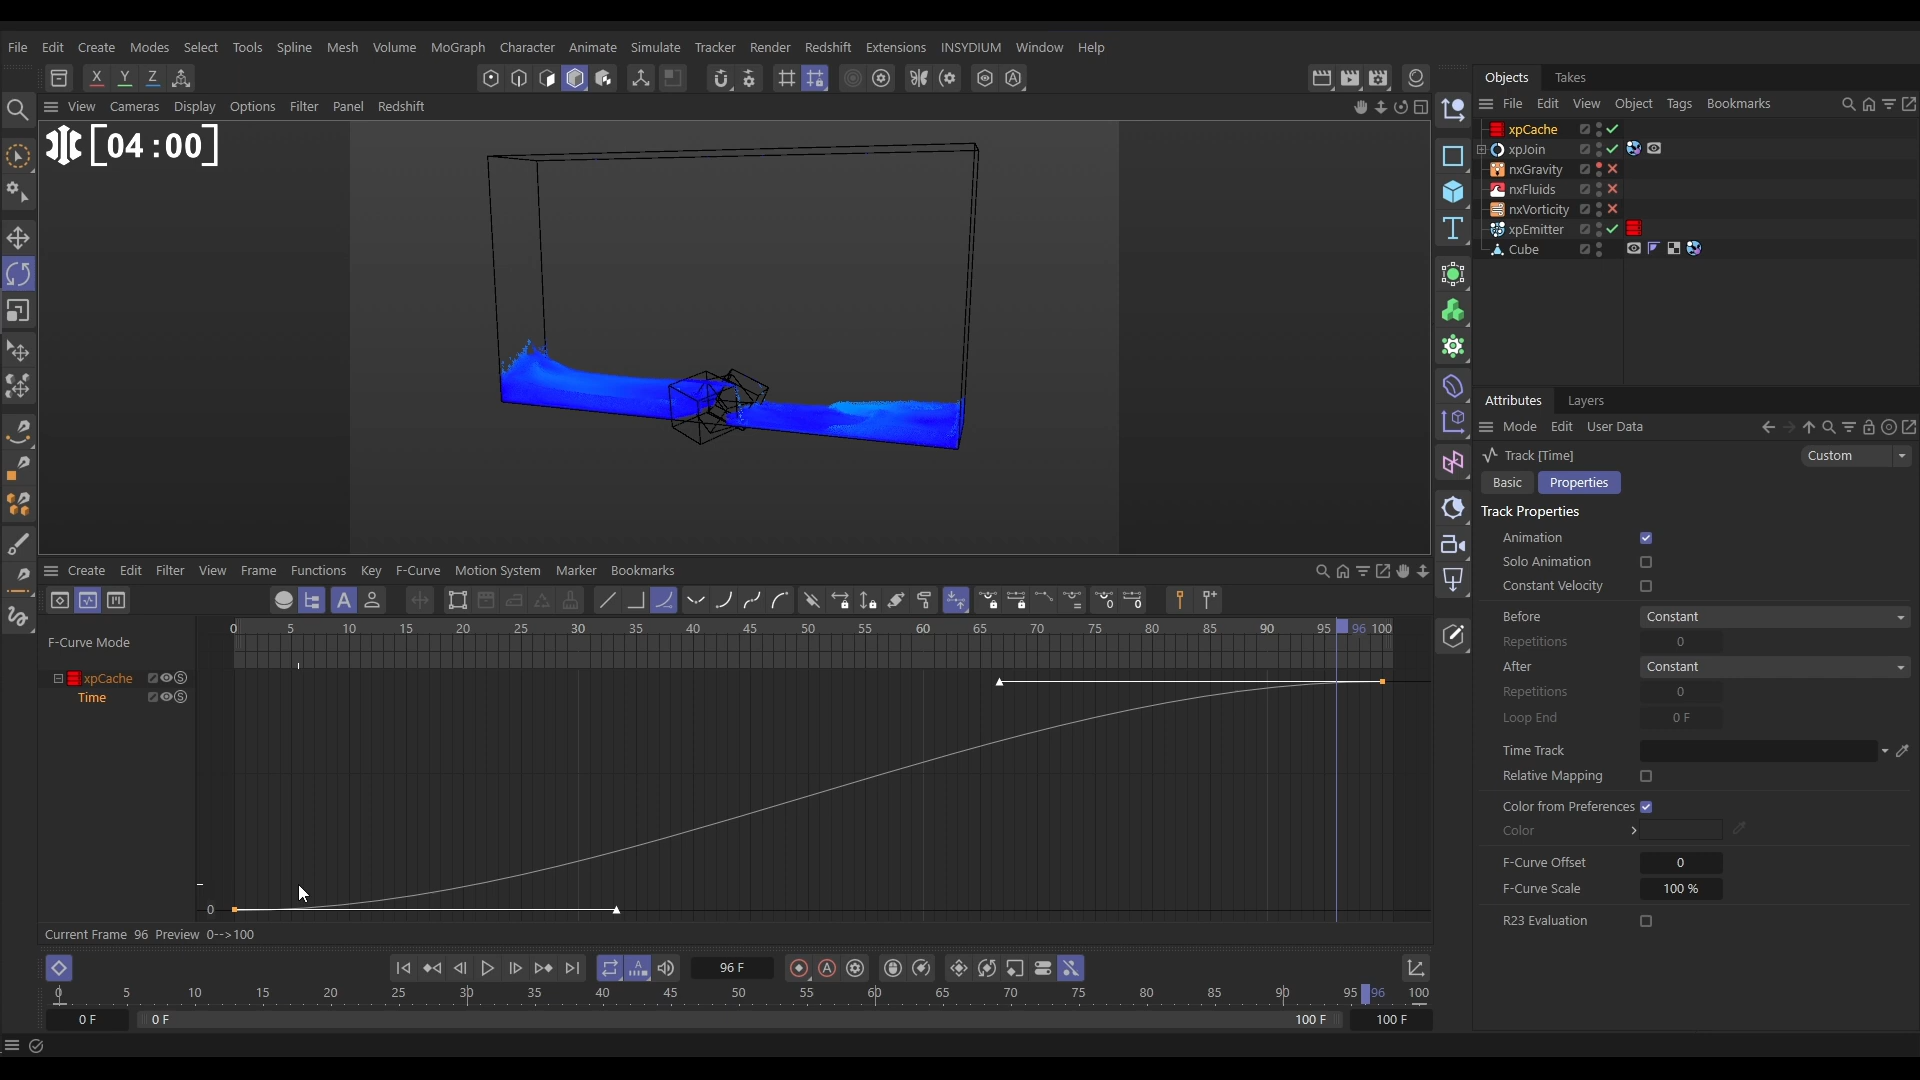 File Edit Create Modes Select Tools Spline Mesh Volume MoGraph Character Animate Simulate Tracker Render Redshift Extensions INSYDIUM Window Help
X Y Z
View Cameras Display Options Filter Panel Redshift
[04:00]
Objects Takes
File Edit View Object Tags Bookmarks
xpCache
xpJoin
nxGravity
nxFluids
nxVorticity
xpEmitter
Cube
Attributes Layers
Mode Edit User Data
Track [Time] Custom
Basic Properties
Track Properties
Animation
Solo Animation
Constant Velocity
Before Constant
Repetitions 0
After Constant
Repetitions 0
Loop End 0 F
Time Track
Relative Mapping
Color from Preferences
Color
F-Curve Offset 0
F-Curve Scale 100 %
R23 Evaluation
Create Edit Filter View Frame Functions Key F-Curve Motion System Marker Bookmarks
F-Curve Mode
0 5 10 15 20 25 30 35 40 45 50 55 60 65 70 75 80 85 90 95 96 100
xpCache
Time
0
Current Frame 96 Preview 0-->100
96 F
0 5 10 15 20 25 30 35 40 45 50 55 60 65 70 75 80 85 90 95 96 100
0 F 0 F 100 F 100 F